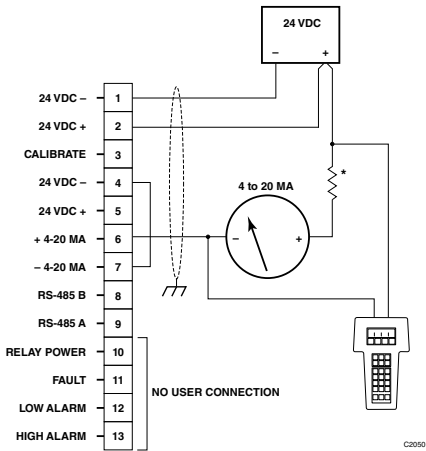 24 VDC
– +
24 VDC – 1
24 VDC + 2
CALIBRATE 3
24 VDC – 4
24 VDC + 5
+ 4-20 MA 6
– 4-20 MA 7
RS-485 B 8
RS-485 A 9
RELAY POWER 10
FAULT 11
LOW ALARM 12
HIGH ALARM 13
4 to 20 MA
– +
*
NO USER CONNECTION
C2050